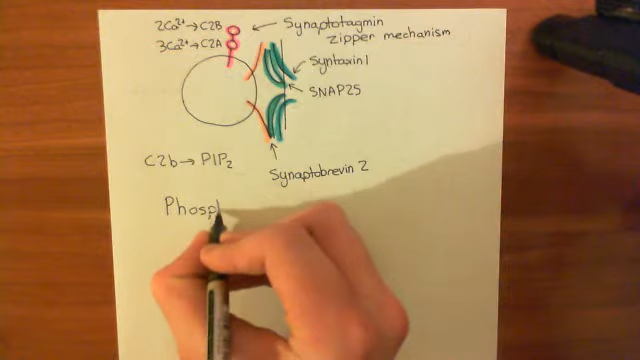 2Ca²⁺→C2B
3Ca²⁺→C2A
Synaptotagmin
zipper mechanism
Syntaxin 1
SNAP25
C2b → PIP₂
Synaptobrevin 2
Phosp